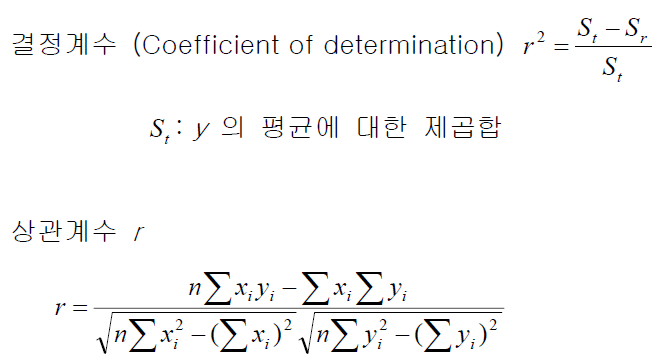 결정계수 (Coefficient of determination) r² = (S_t − S_r) / S_t
S_t : y 의 평균에 대한 제곱합
상관계수 r
r = (n∑x_i y_i − ∑x_i ∑y_i) / (√(n∑x_i² − (∑x_i)²) √(n∑y_i² − (∑y_i)²))